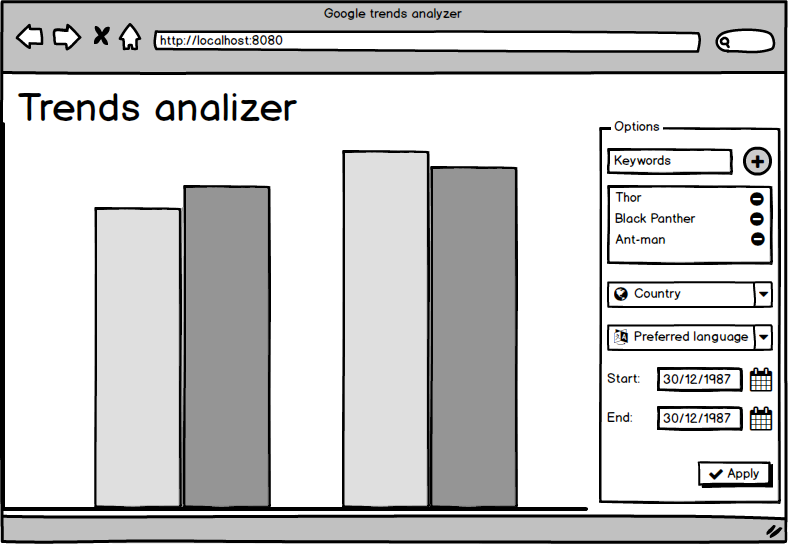 Google trends analyzer
http://localhost:8080
Trends analizer
Options
Keywords
Thor
Black Panther
Ant-man
Country
Preferred language
Start: 30/12/1987
End: 30/12/1987
Apply